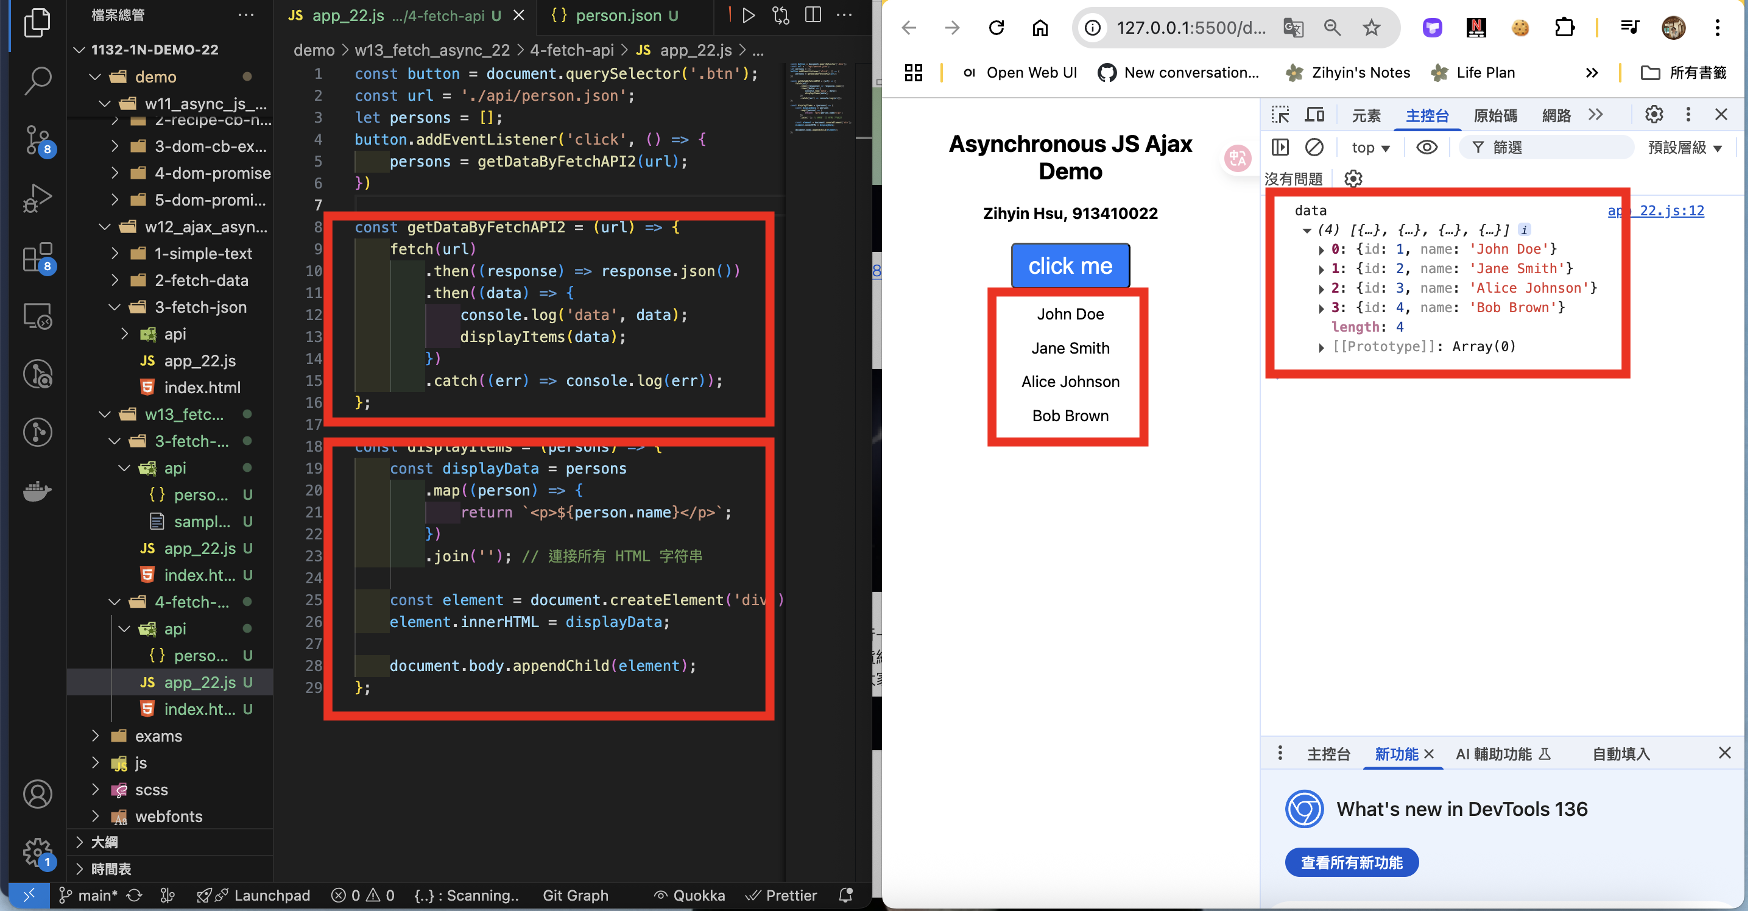 檔案總管
1132-1N-DEMO-22
demo
w11_async_js_...
2-recipe-cb-n...
3-dom-cb-ex...
4-dom-promise
5-dom-promi...
w12_ajax_asyn...
1-simple-text
2-fetch-data
3-fetch-json
api
JS app_22.js
index.html
w13_fetc...
3-fetch-...
api
{} perso... U
sampl... U
JS app_22.js U
index.ht... U
4-fetch-...
api
{} perso... U
JS app_22.js U
index.ht... U
exams
js
scss
webfonts
大綱
時間表
8
8
1
JS app_22.js .../4-fetch-api U
{} person.json U
demo > w13_fetch_async_22 > 4-fetch-api > JS app_22.js > ...
1 const button = document.querySelector('.btn');
2 const url = './api/person.json';
3 let persons = [];
4 button.addEventListener('click', () => {
5 persons = getDataByFetchAPI2(url);
6 })
7
8 const getDataByFetchAPI2 = (url) => {
9 fetch(url)
10 .then((response) => response.json())
11 .then((data) => {
12 console.log('data', data);
13 displayItems(data);
14 })
15 .catch((err) => console.log(err));
16 };
17
18 const displayItems = (persons) => {
19 const displayData = persons
20 .map((person) => {
21 return `<p>${person.name}</p>`;
22 })
23 .join(''); // 連接所有 HTML 字符串
24
25 const element = document.createElement('div')
26 element.innerHTML = displayData;
27
28 document.body.appendChild(element);
29 };
main* Launchpad 0 0 {..} : Scanning.. Git Graph Quokka Prettier
127.0.0.1:5500/d...
Open Web UI
New conversation...
Zihyin's Notes
Life Plan
所有書籤
Asynchronous JS Ajax
Demo
Zihyin Hsu, 913410022
click me
John Doe
Jane Smith
Alice Johnson
Bob Brown
元素 主控台 原始碼 網路
top 篩選 預設層級
沒有問題
data app_22.js:12
(4) [{…}, {…}, {…}, {…}] i
0: {id: 1, name: 'John Doe'}
1: {id: 2, name: 'Jane Smith'}
2: {id: 3, name: 'Alice Johnson'}
3: {id: 4, name: 'Bob Brown'}
length: 4
[[Prototype]]: Array(0)
主控台 新功能 AI 輔助功能 自動填入
What's new in DevTools 136
查看所有新功能